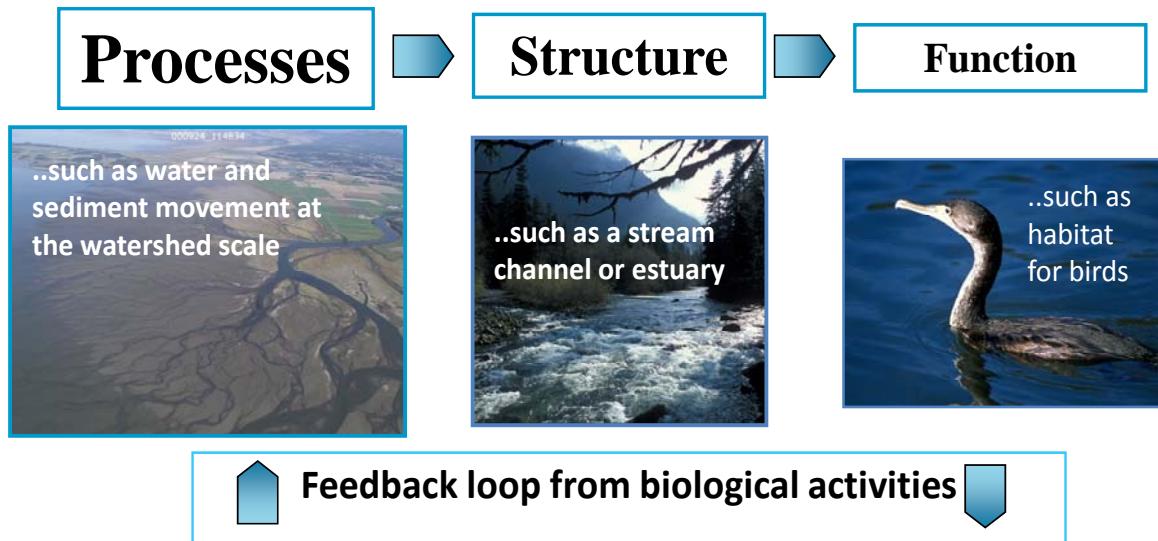 Processes
Structure
Function
000924_114834
..such as water and
sediment movement at
the watershed scale
..such as a stream
channel or estuary
..such as
habitat
for birds
Feedback loop from biological activities